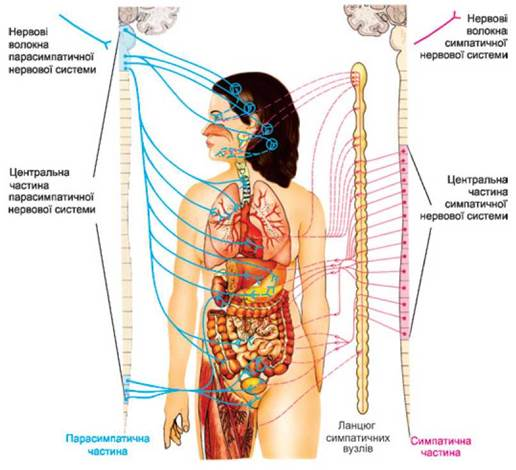 Нервові
волокна
парасимпатичної
нервової системи
Нервові
волокна
симпатичної
нервової системи
Центральна
частина
парасимпатичної
нервової системи
Центральна
частина
симпатичної
нервової системи
Парасимпатична
частина
Ланцюг
симпатичних
вузлів
Симпатична
частина